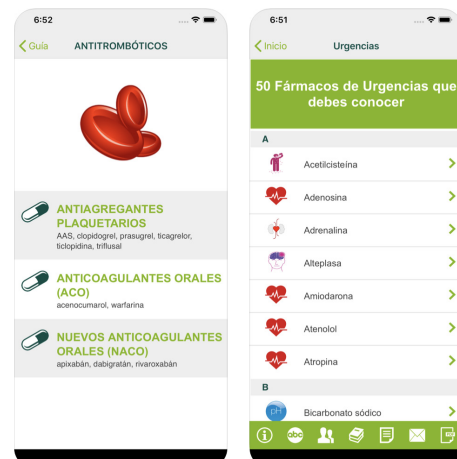 6:52
Guía
ANTITROMBÓTICOS
ANTIAGREGANTES
PLAQUETARIOS
AAS, clopidogrel, prasugrel, ticagrelor,
ticlopidina, triflusal
ANTICOAGULANTES ORALES
(ACO)
acenocumarol, warfarina
NUEVOS ANTICOAGULANTES
ORALES (NACO)
apixabán, dabigratán, rivaroxabán
6:51
Inicio
Urgencias
50 Fármacos de Urgencias que
debes conocer
A
Acetilcisteína
Adenosina
Adrenalina
Alteplasa
Amiodarona
Atenolol
Atropina
B
pH
Bicarbonato sódico
abc